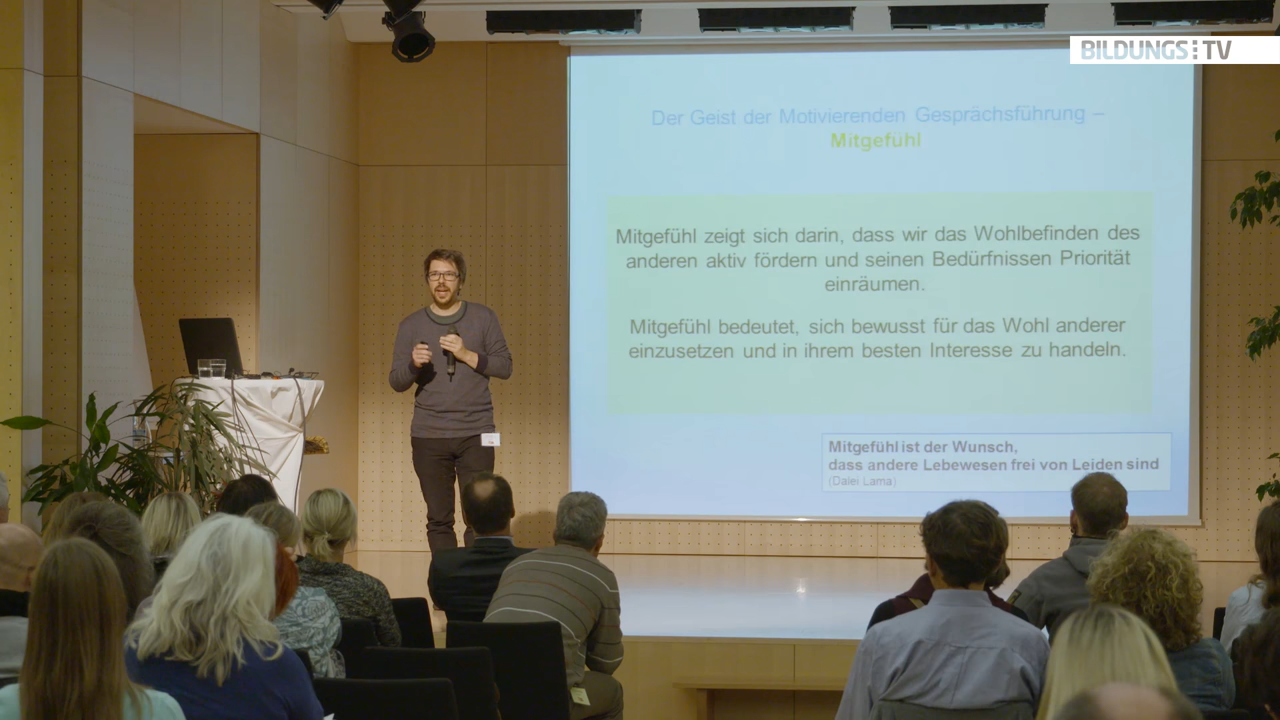 BILDUNGS TV
Der Geist der Motivierenden Gesprächsführung –
Mitgefühl
Mitgefühl zeigt sich darin, dass wir das Wohlbefinden des
anderen aktiv fördern und seinen Bedürfnissen Priorität
einräumen.
Mitgefühl bedeutet, sich bewusst für das Wohl anderer
einzusetzen und in ihrem besten Interesse zu handeln.
Mitgefühl ist der Wunsch,
dass andere Lebewesen frei von Leiden sind
(Dalei Lama)